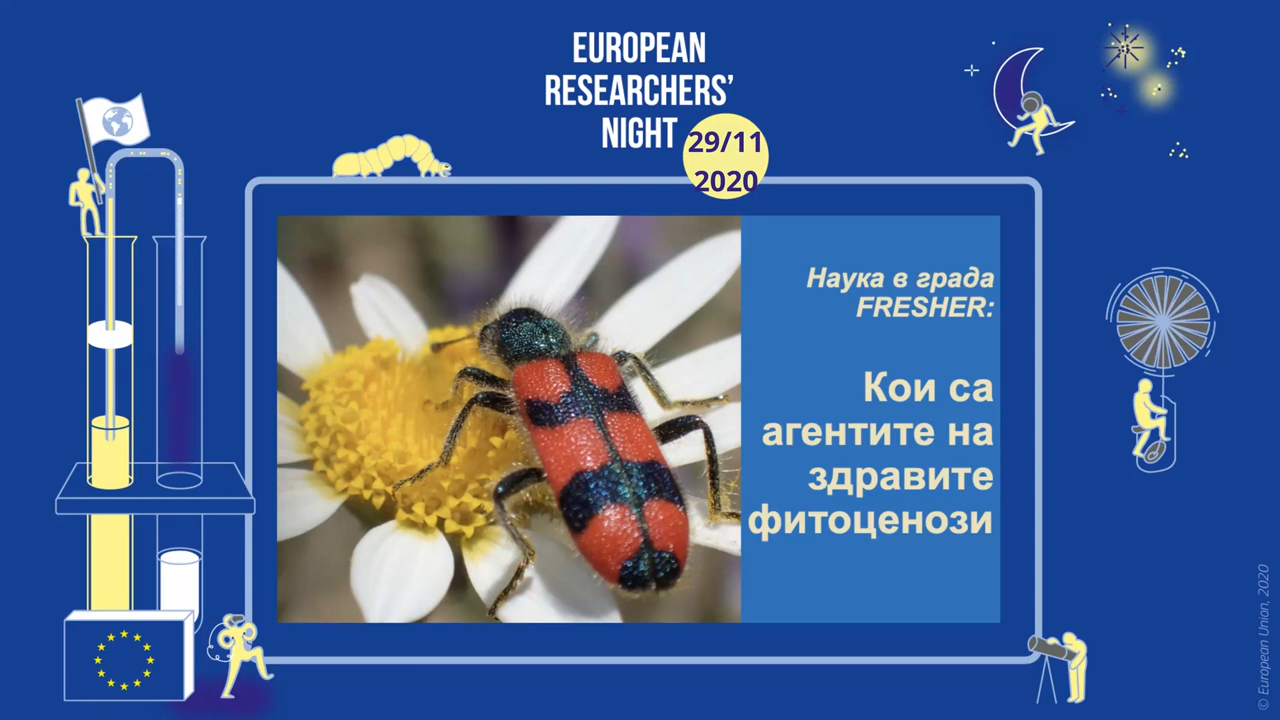 EUROPEAN
RESEARCHERS’
NIGHT
29/11
2020
Наука в града
FRESHER:
Кои са
агентите на
здравите
фитоценози
© European Union, 2020